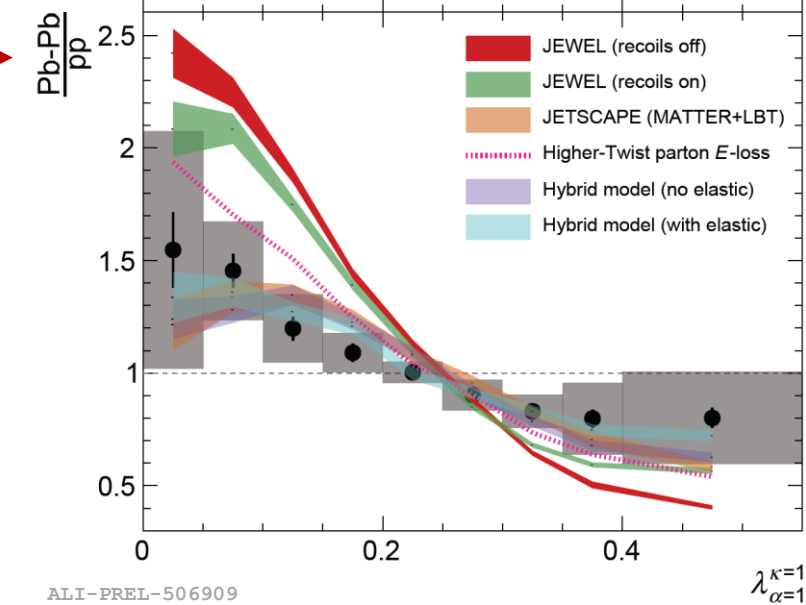 Pb-Pb
pp
2.5
2
1.5
1
0.5
JEWEL (recoils off)
JEWEL (recoils on)
JETSCAPE (MATTER+LBT)
Higher-Twist parton E-loss
Hybrid model (no elastic)
Hybrid model (with elastic)
0 0.2 0.4
λ^{κ=1}_{α=1}
ALI-PREL-506909